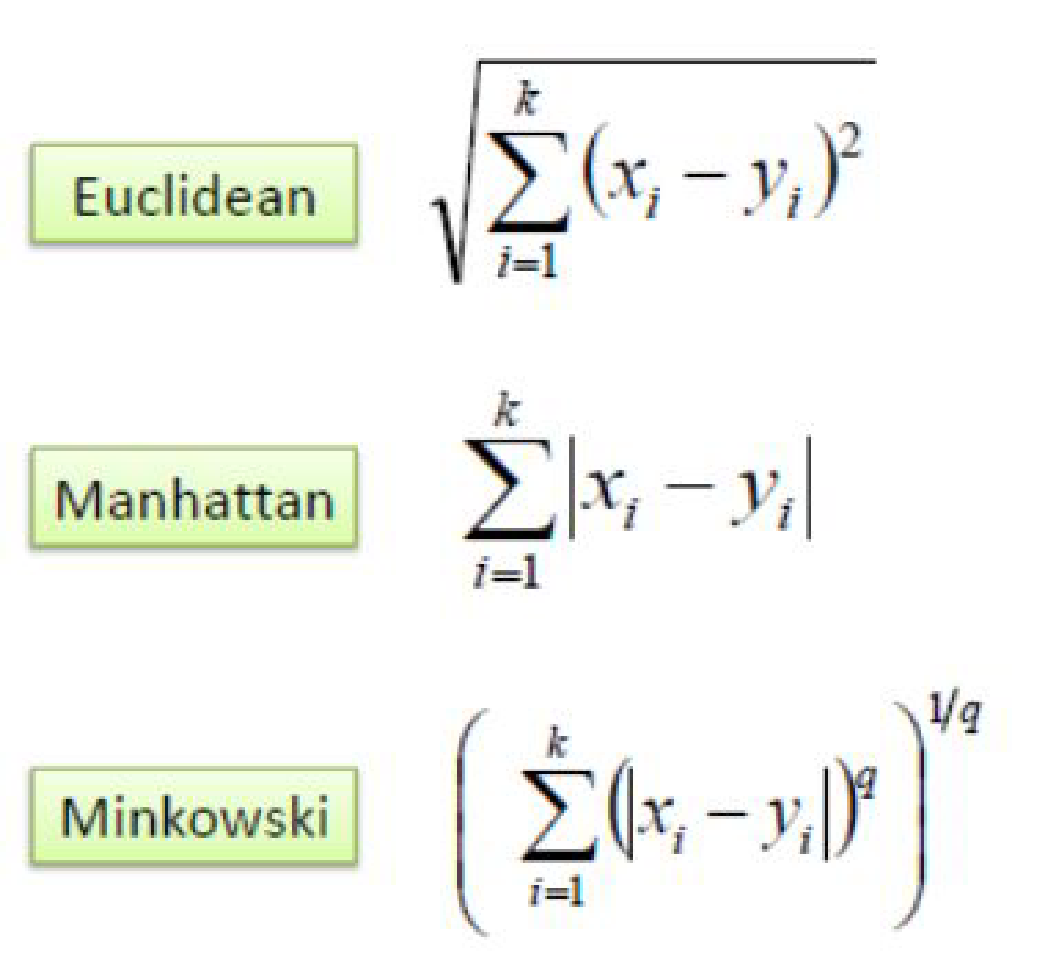 Euclidean √(∑_{i=1}^{k} (x_i − y_i)^2)
Manhattan ∑_{i=1}^{k} |x_i − y_i|
Minkowski (∑_{i=1}^{k} (|x_i − y_i|)^q)^{1/q}